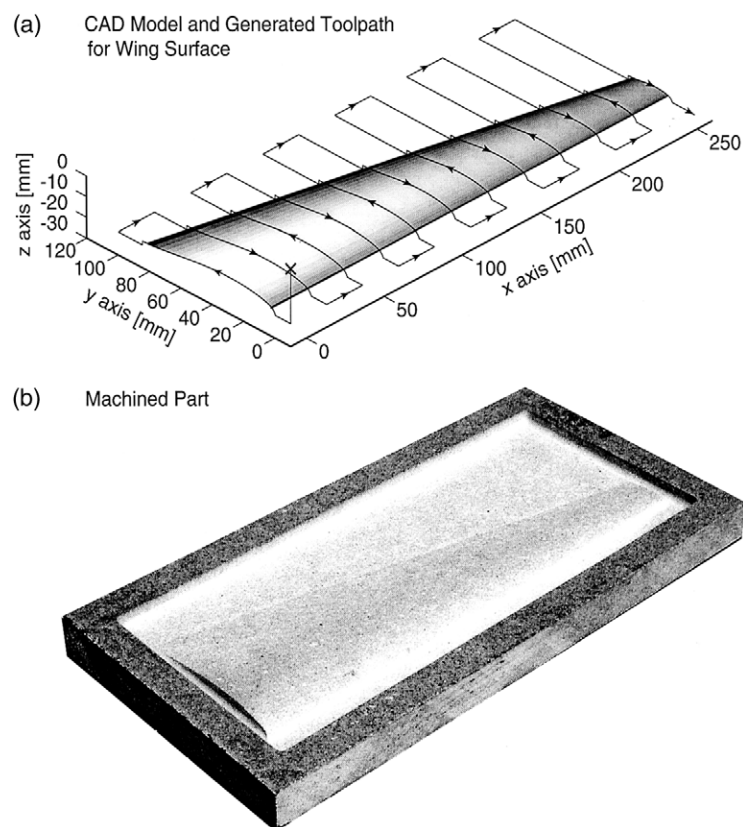 (a) CAD Model and Generated Toolpath
for Wing Surface
z axis [mm]
0
-10
-20
-30
120
100
80
60
40
20
0
y axis [mm]
0
50
100
150
200
250
x axis [mm]
(b) Machined Part